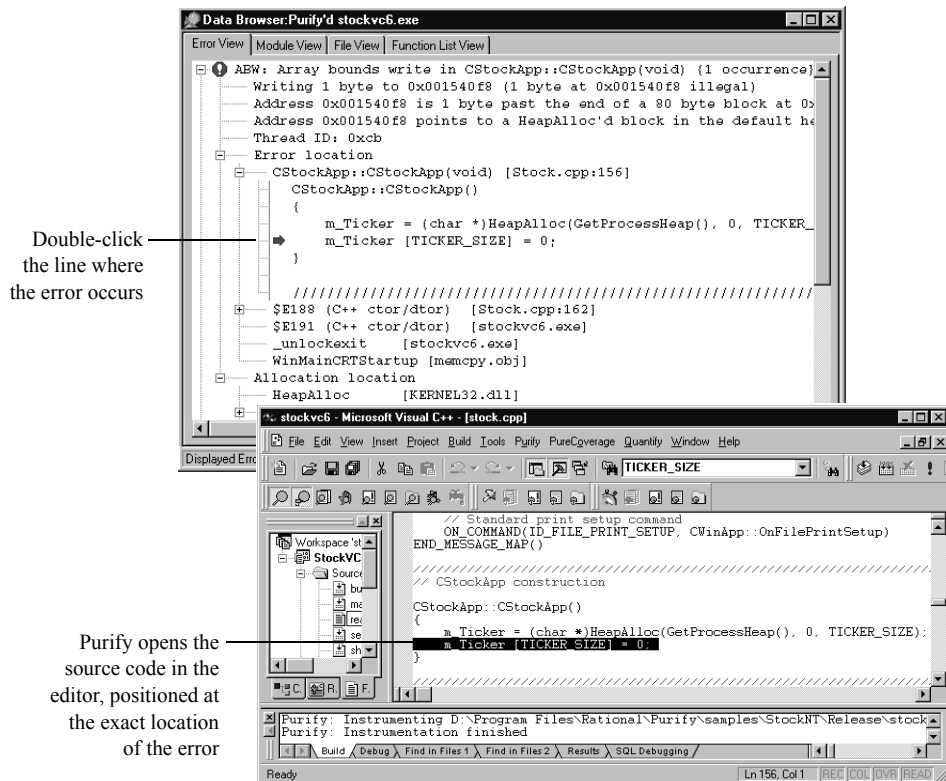 Data Browser:Purify'd stockvc6.exe
Error View Module View File View Function List View
ABW: Array bounds write in CStockApp::CStockApp(void) {1 occurrence}
Writing 1 byte to 0x001540f8 (1 byte at 0x001540f8 illegal)
Address 0x001540f8 is 1 byte past the end of a 80 byte block at 0x
Address 0x001540f8 points to a HeapAlloc'd block in the default he
Thread ID: 0xcb
Error location
CStockApp::CStockApp(void) [Stock.cpp:156]
CStockApp::CStockApp()
{
m_Ticker = (char *)HeapAlloc(GetProcessHeap(), 0, TICKER_
m_Ticker [TICKER_SIZE] = 0;
}
//////////////////////////////////////////////////////////////
$E188 (C++ ctor/dtor) [Stock.cpp:162]
$E191 (C++ ctor/dtor) [stockvc6.exe]
_unlockexit [stockvc6.exe]
WinMainCRTStartup [memcpy.obj]
Allocation location
HeapAlloc [KERNEL32.dll]
Displayed Erro
Double-click
the line where
the error occurs
stockvc6 - Microsoft Visual C++ - [stock.cpp]
File Edit View Insert Project Build Tools Purify PureCoverage Quantify Window Help
TICKER_SIZE
Workspace 'st
StockVC
Source
bu
ma
rea
se
sh
C. R. F.
// Standard print setup command
ON_COMMAND(ID_FILE_PRINT_SETUP, CWinApp::OnFilePrintSetup)
END_MESSAGE_MAP()
//////////////////////////////////////////////////////////////
// CStockApp construction
CStockApp::CStockApp()
{
m_Ticker = (char *)HeapAlloc(GetProcessHeap(), 0, TICKER_SIZE);
m_Ticker [TICKER_SIZE] = 0;
}
//////////////////////////////////////////////////////////////
Purify: Instrumenting D:\Program Files\Rational\Purify\samples\StockNT\Release\stock
Purify: Instrumentation finished
Build Debug Find in Files 1 Find in Files 2 Results SQL Debugging
Ready Ln 156, Col 1 REC COL OVR READ
Purify opens the
source code in the
editor, positioned at
the exact location
of the error